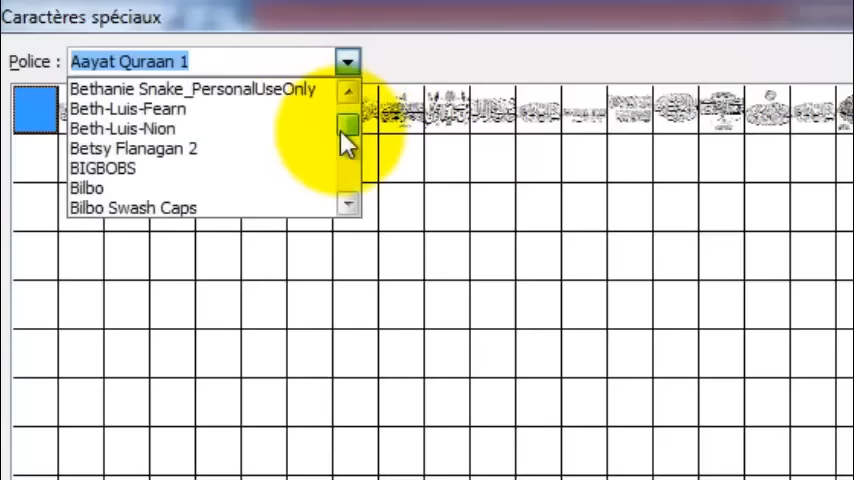 Caractères spéciaux
Police : Aayat Quraan 1
Bethanie Snake_PersonalUseOnly
Beth-Luis-Fearn
Beth-Luis-Nion
Betsy Flanagan 2
BIGBOBS
Bilbo
Bilbo Swash Caps